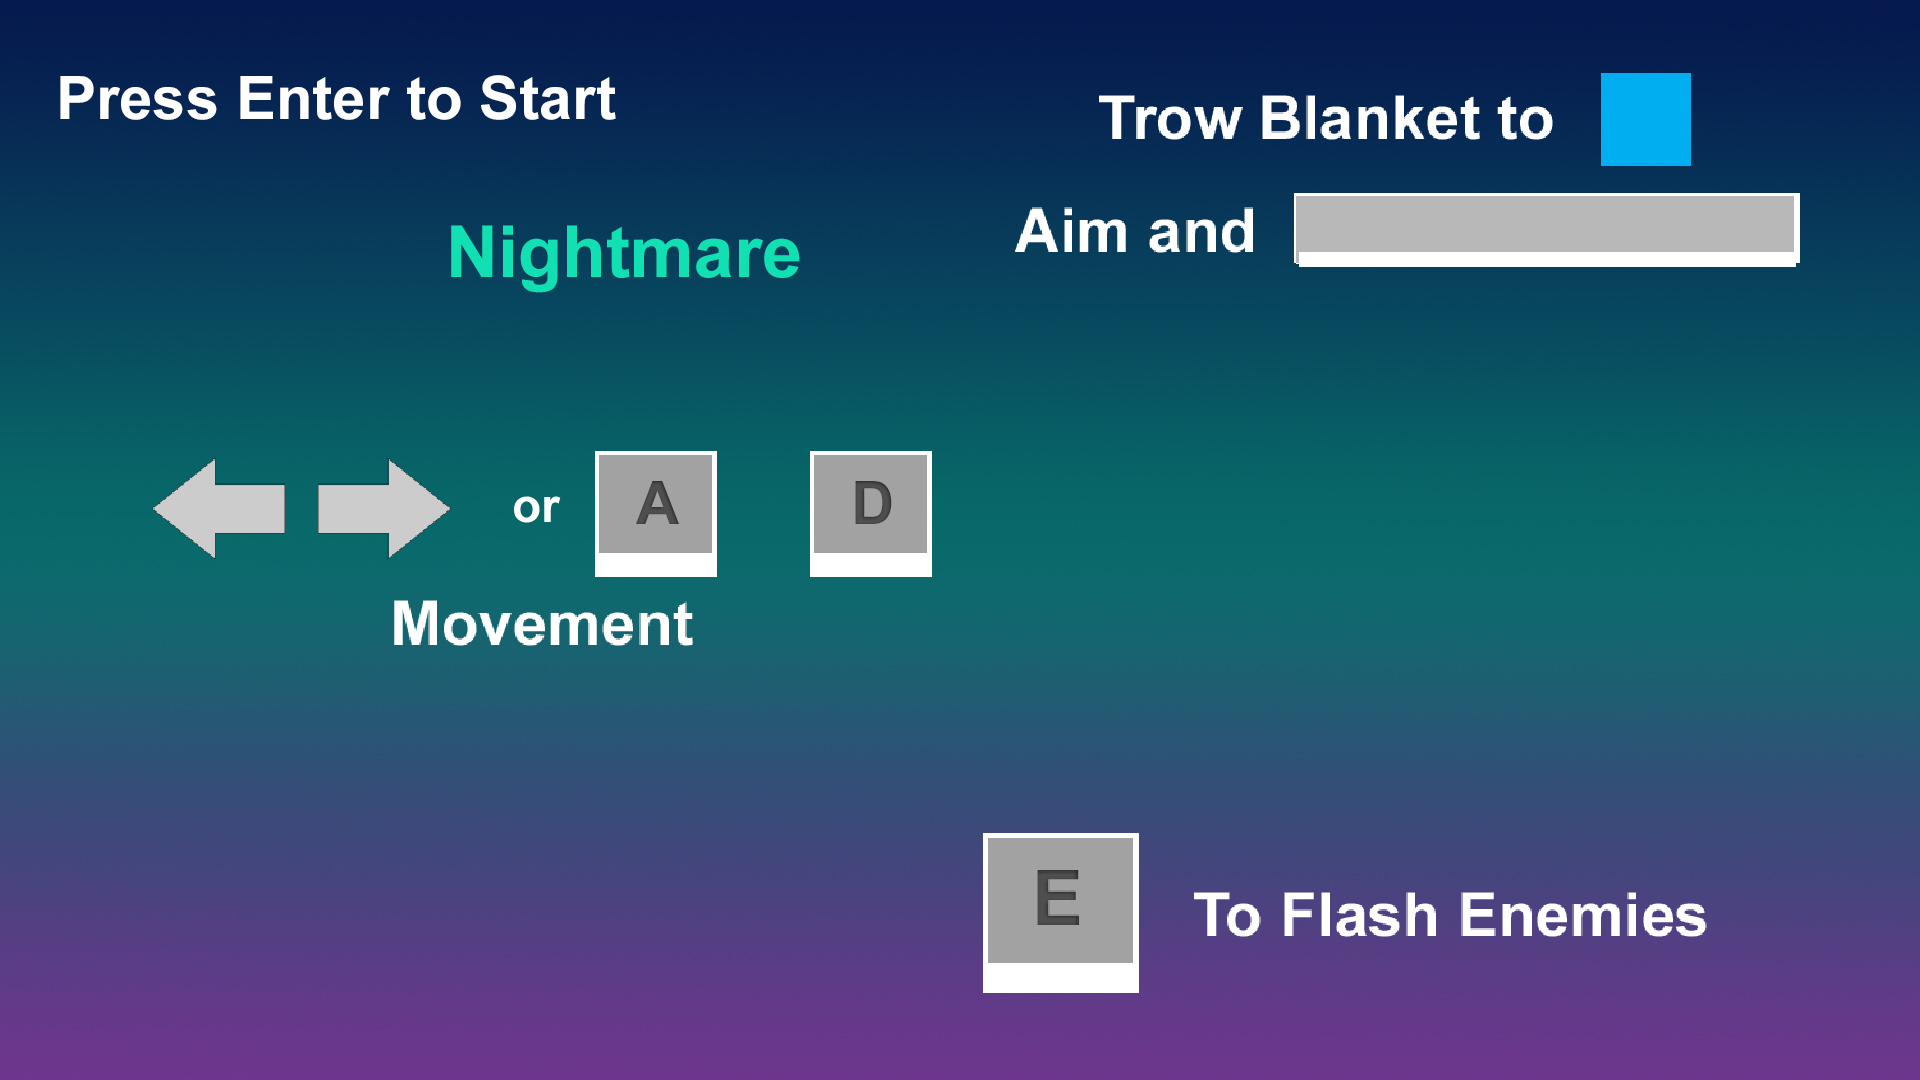 Press Enter to Start
Trow Blanket to
Aim and
Nightmare
or A D
Movement
E To Flash Enemies